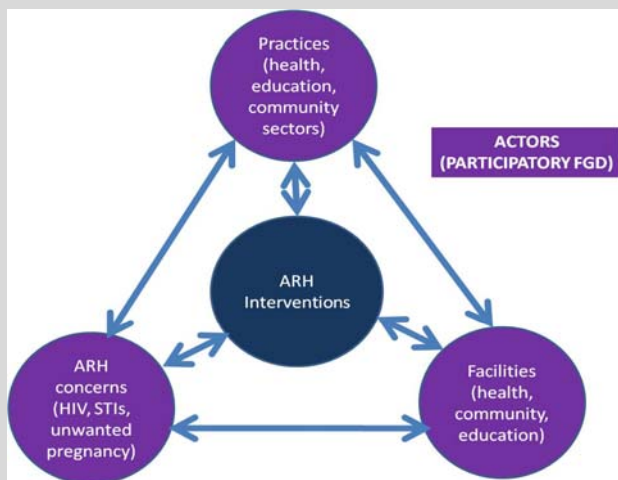 Practices
(health,
education,
community
sectors)
ACTORS
(PARTICIPATORY FGD)
ARH
Interventions
ARH
concerns
(HIV, STIs,
unwanted
pregnancy)
Facilities
(health,
community,
education)